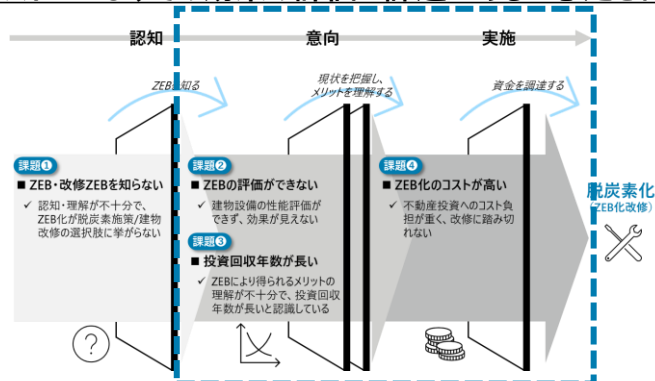 認知
意向
実施
ZEBを知る
現状を把握し、
メリットを理解する
資金を調達する
課題❶
■ ZEB・改修ZEBを知らない
✓ 認知・理解が不十分で、
ZEB化が脱炭素施策/建物
改修の選択肢に挙がらない
課題❷
■ ZEBの評価ができない
✓ 建物設備の性能評価が
できず、効果が見えない
課題❸
■ 投資回収年数が長い
✓ ZEBにより得られるメリットの
理解が不十分で、投資回収
年数が長いと認識している
課題❹
■ ZEB化のコストが高い
✓ 不動産投資へのコスト負
担が重く、改修に踏み切
れない
脱炭素化
(ZEB化改修)
?